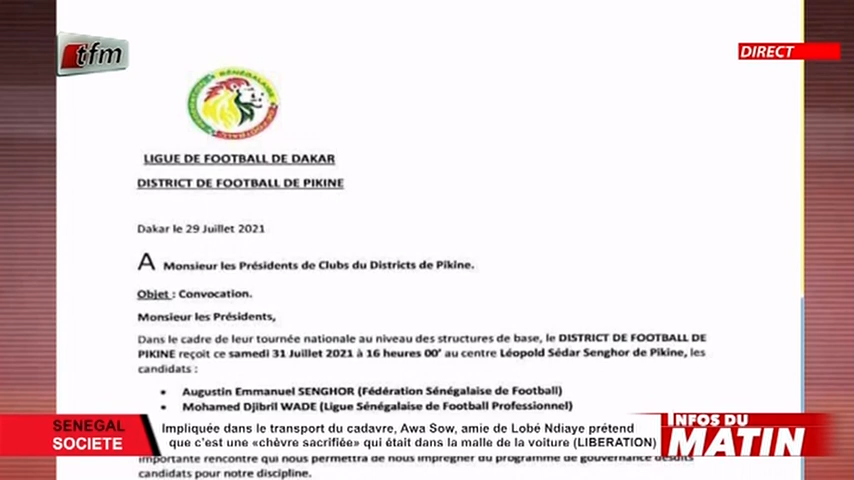 tfm
DIRECT
FEDERATION SÉNÉGALAISE DE FOOTBALL
LIGUE DE FOOTBALL DE DAKAR
DISTRICT DE FOOTBALL DE PIKINE
Dakar le 29 Juillet 2021
A Monsieur les Présidents de Clubs du Districts de Pikine.
Objet : Convocation.
Monsieur les Présidents,
Dans le cadre de leur tournée nationale au niveau des structures de base, le DISTRICT DE FOOTBALL DE
PIKINE reçoit ce samedi 31 Juillet 2021 à 16 heures 00' au centre Léopold Sédar Senghor de Pikine, les
candidats :
• Augustin Emmanuel SENGHOR (Fédération Sénégalaise de Football)
• Mohamed Djibril WADE (Ligue Sénégalaise de Football Professionnel)
importante rencontre qui nous permettra de nous imprégner du programme de gouvernance desdits
candidats pour notre discipline.
SENEGAL
SOCIETE
Impliquée dans le transport du cadavre, Awa Sow, amie de Lobé Ndiaye prétend
que c'est une «chèvre sacrifiée» qui était dans la malle de la voiture (LIBERATION)
INFOS DU
MATIN